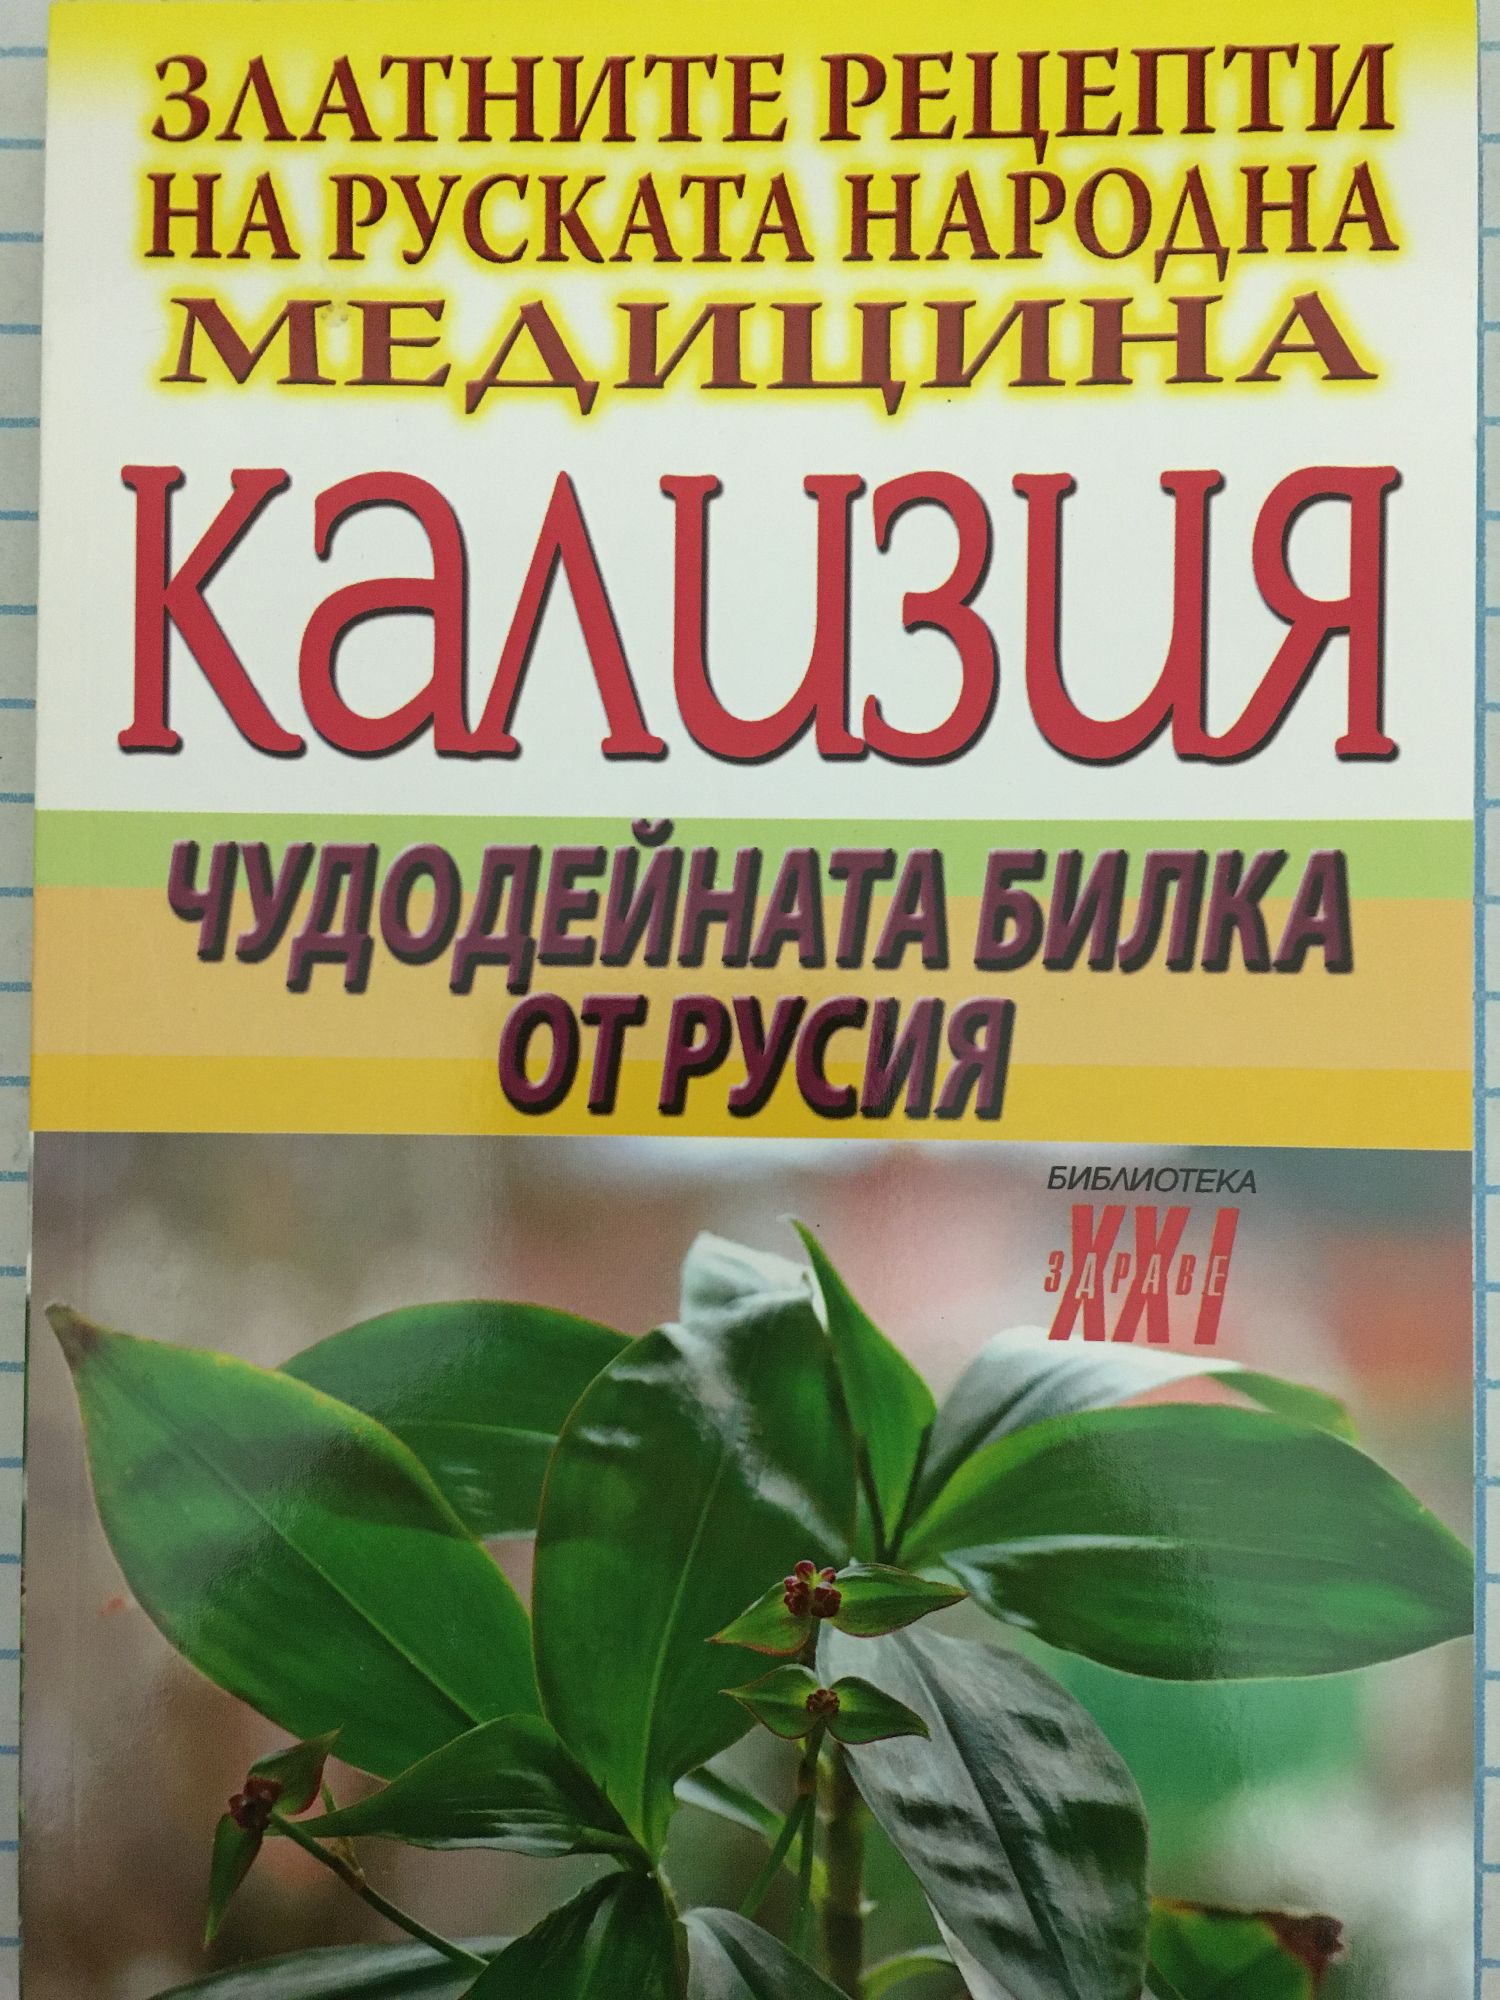 ЗЛАТНИТЕ РЕЦЕПТИ
НА РУСКАТА НАРОДНА
МЕДИЦИНА
КАЛИЗИЯ
ЧУДОДЕЙНАТА БИЛКА
ОТ РУСИЯ
БИБЛИОТЕКА
XXI
ЗДРАВЕ